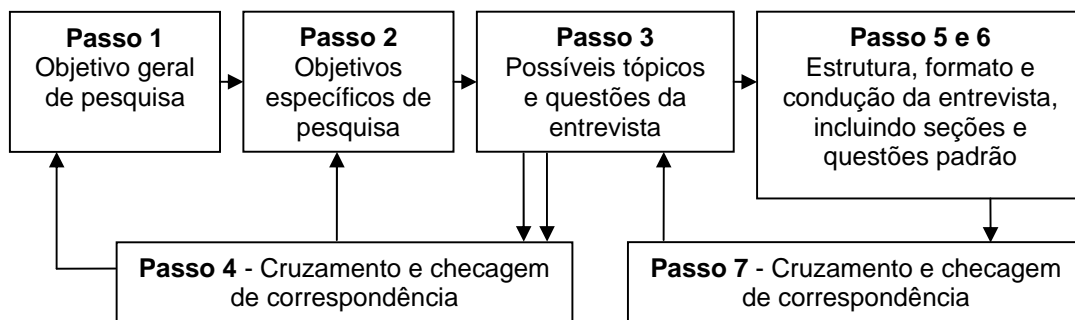 Passo 1
Objetivo geral
de pesquisa
Passo 2
Objetivos
específicos de
pesquisa
Passo 3
Possíveis tópicos
e questões da
entrevista
Passo 5 e 6
Estrutura, formato e
condução da entrevista,
incluindo seções e
questões padrão
Passo 4 - Cruzamento e checagem
de correspondência
Passo 7 - Cruzamento e checagem
de correspondência